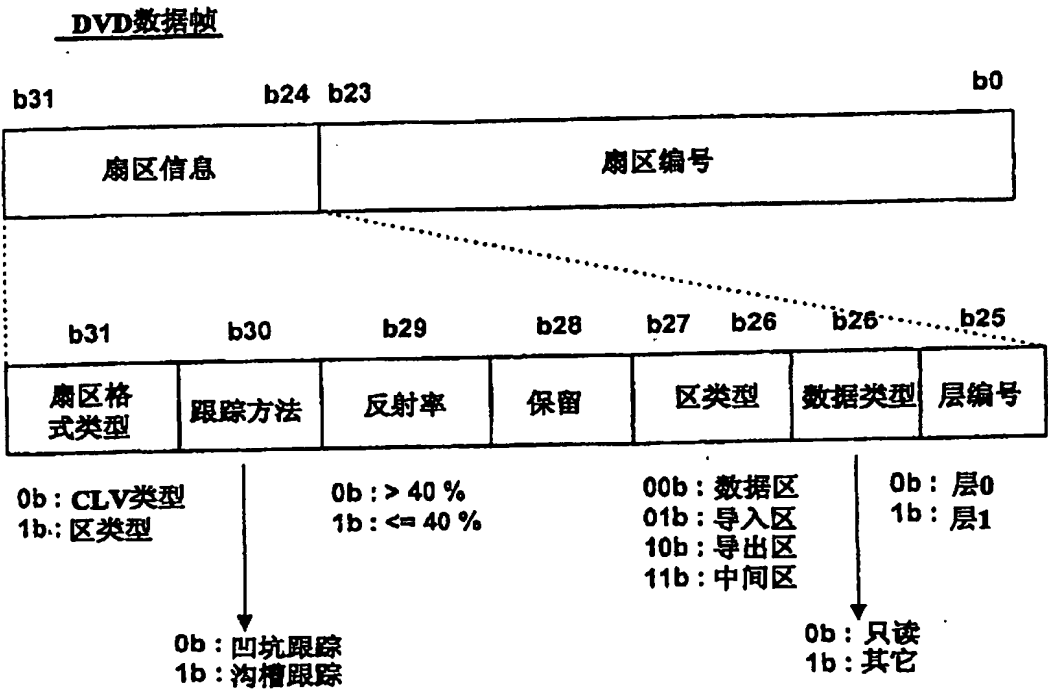 DVD数据帧
b31 b24 b23 b0
扇区信息 扇区编号
b31 b30 b29 b28 b27 b26 b26 b25
扇区格式类型 跟踪方法 反射率 保留 区类型 数据类型 层编号
0b : CLV类型
1b : 区类型
0b : > 40 %
1b : <= 40 %
00b : 数据区
01b : 导入区
10b : 导出区
11b : 中间区
0b : 层0
1b : 层1
0b : 凹坑跟踪
1b : 沟槽跟踪
0b : 只读
1b : 其它